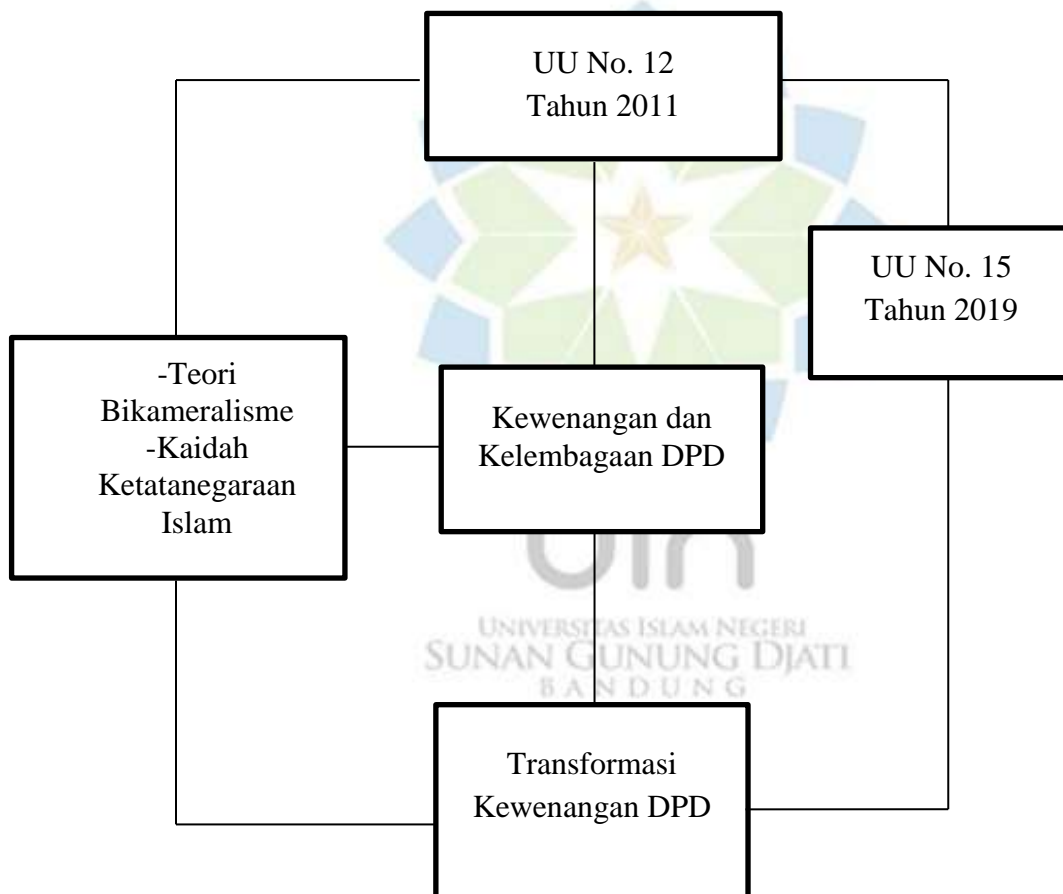 UU No. 12
Tahun 2011
UU No. 15
Tahun 2019
-Teori
Bikameralisme
-Kaidah
Ketatanegaraan
Islam
Kewenangan dan
Kelembagaan DPD
uin
UNIVERSITAS ISLAM NEGERI
SUNAN GUNUNG DJATI
BANDUNG
Transformasi
Kewenangan DPD